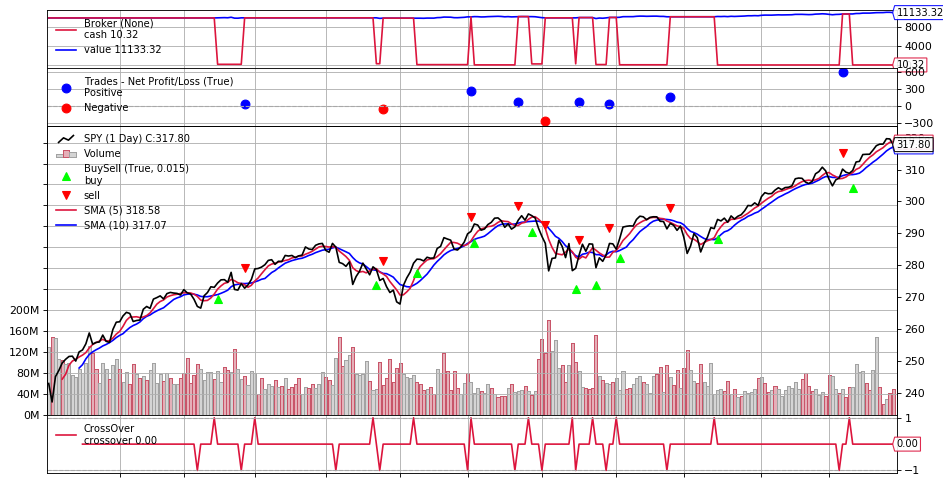 Broker (None)
cash 10.32
value 11133.32
11133.32
8000
4000
10.32
Trades - Net Profit/Loss (True)
Positive
Negative
600
300
0
−300
SPY (1 Day) C:317.80
Volume
BuySell (True, 0.015)
buy
sell
SMA (5) 318.58
SMA (10) 317.07
317.80
310
300
290
280
270
260
250
240
200M
160M
120M
80M
40M
0M
CrossOver
crossover 0.00
1
0.00
−1